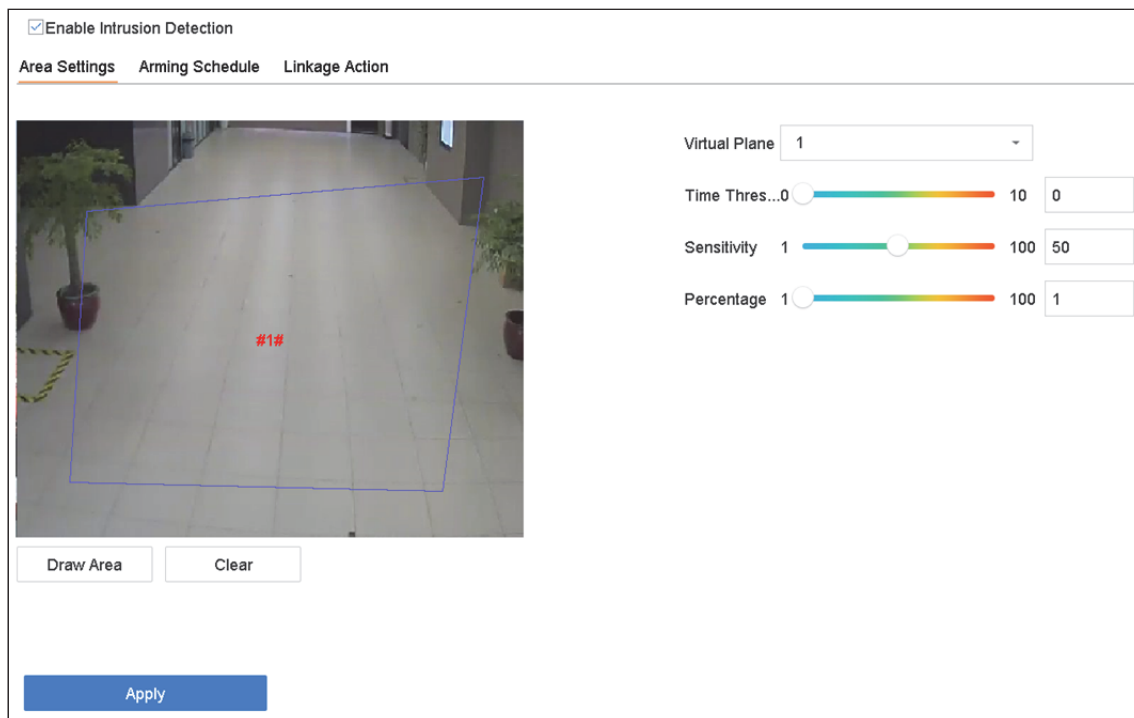 Enable Intrusion Detection
Area Settings Arming Schedule Linkage Action
Virtual Plane 1
Time Thres...0 10 0
Sensitivity 1 100 50
Percentage 1 100 1
#1#
Draw Area Clear
Apply